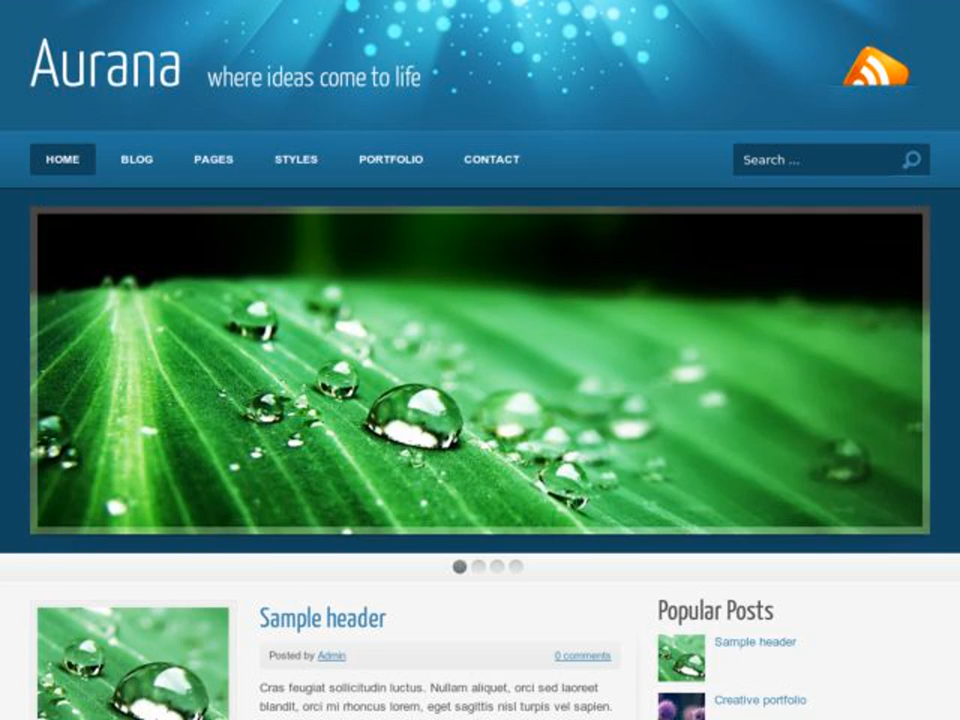 Aurana where ideas come to life
HOME BLOG PAGES STYLES PORTFOLIO CONTACT Search ...
Sample header
Posted by Admin 0 comments
Cras feugiat sollicitudin luctus. Nullam aliquet, orci sed laoreet
blandit, orci mi rhoncus lorem, eget sagittis nisl turpis vel sapien.
Popular Posts
Sample header
Creative portfolio